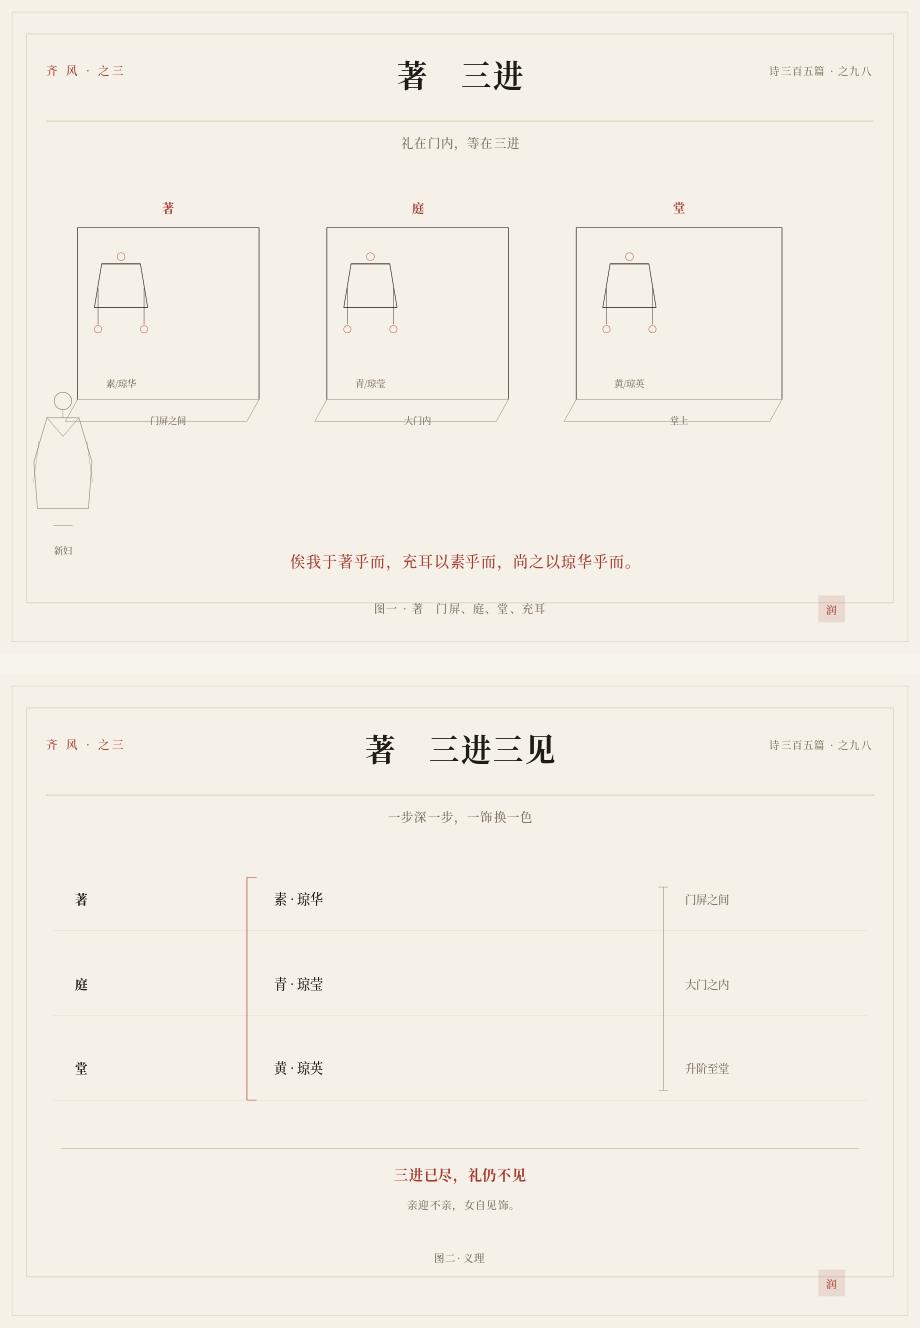 齐 风 · 之三
著　三进
诗三百五篇 · 之九八
礼在门内，等在三进
著
庭
堂
素/琼华
青/琼莹
黄/琼英
门屏之间
大门内
堂上
新妇
俟我于著乎而，充耳以素乎而，尚之以琼华乎而。
图一 · 著　门屏、庭、堂、充耳
润
齐 风 · 之三
著　三进三见
诗三百五篇 · 之九八
一步深一步，一饰换一色
著
素 · 琼华
门屏之间
庭
青 · 琼莹
大门之内
堂
黄 · 琼英
升阶至堂
三进已尽，礼仍不见
亲迎不亲，女自见饰。
图二 · 义理
润